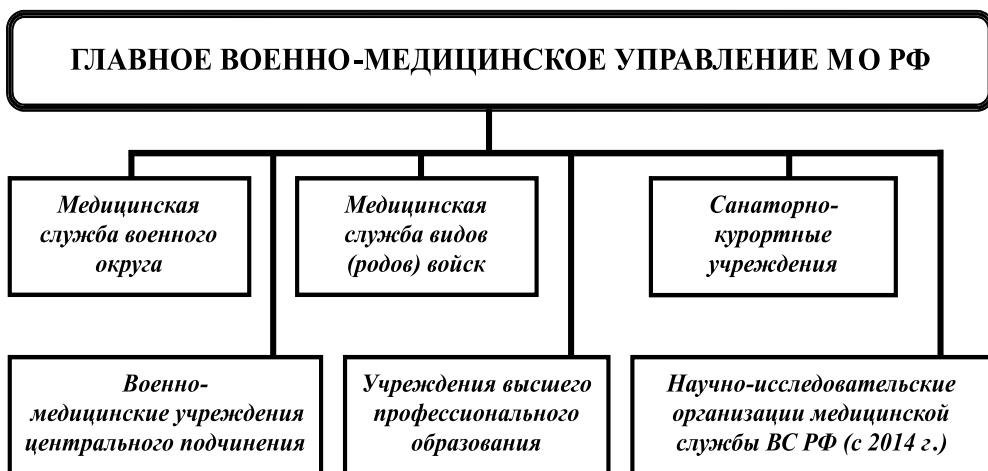 ГЛАВНОЕ ВОЕННО-МЕДИЦИНСКОЕ УПРАВЛЕНИЕ МО РФ
Медицинская
служба военного
округа
Медицинская
служба видов
(родов) войск
Санаторно-
курортные
учреждения
Военно-
медицинские учреждения
центрального подчинения
Учреждения высшего
профессионального
образования
Научно-исследовательские
организации медицинской
службы ВС РФ (с 2014 г.)